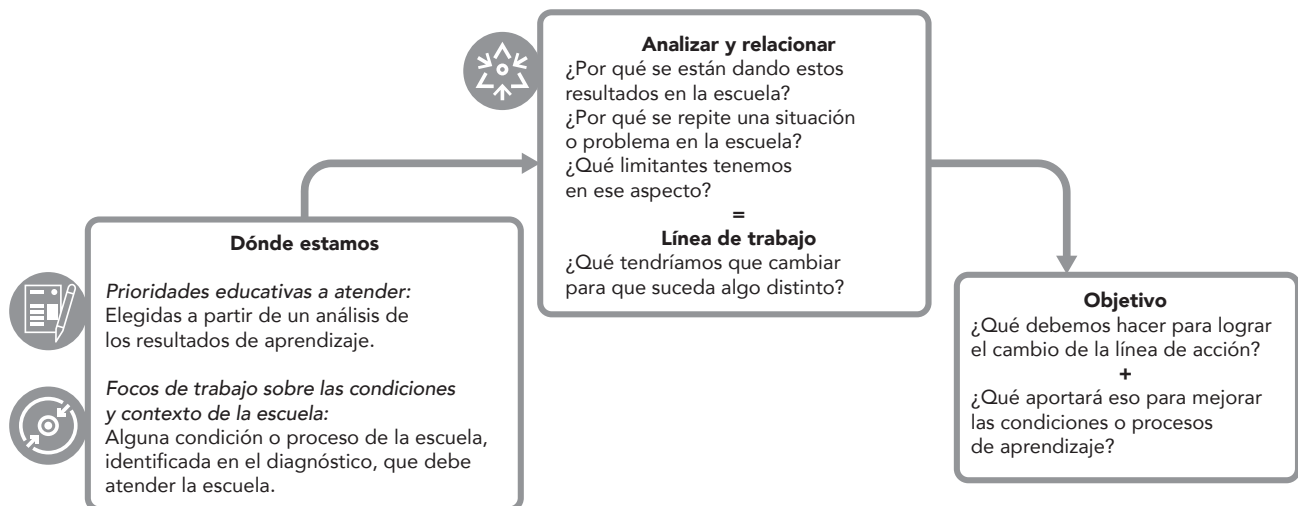 Dónde estamos
Prioridades educativas a atender:
Elegidas a partir de un análisis de
los resultados de aprendizaje.
Focos de trabajo sobre las condiciones
y contexto de la escuela:
Alguna condición o proceso de la escuela,
identificada en el diagnóstico, que debe
atender la escuela.
Analizar y relacionar
¿Por qué se están dando estos
resultados en la escuela?
¿Por qué se repite una situación
o problema en la escuela?
¿Qué limitantes tenemos
en ese aspecto?
=
Línea de trabajo
¿Qué tendríamos que cambiar
para que suceda algo distinto?
Objetivo
¿Qué debemos hacer para lograr
el cambio de la línea de acción?
+
¿Qué aportará eso para mejorar
las condiciones o procesos
de aprendizaje?